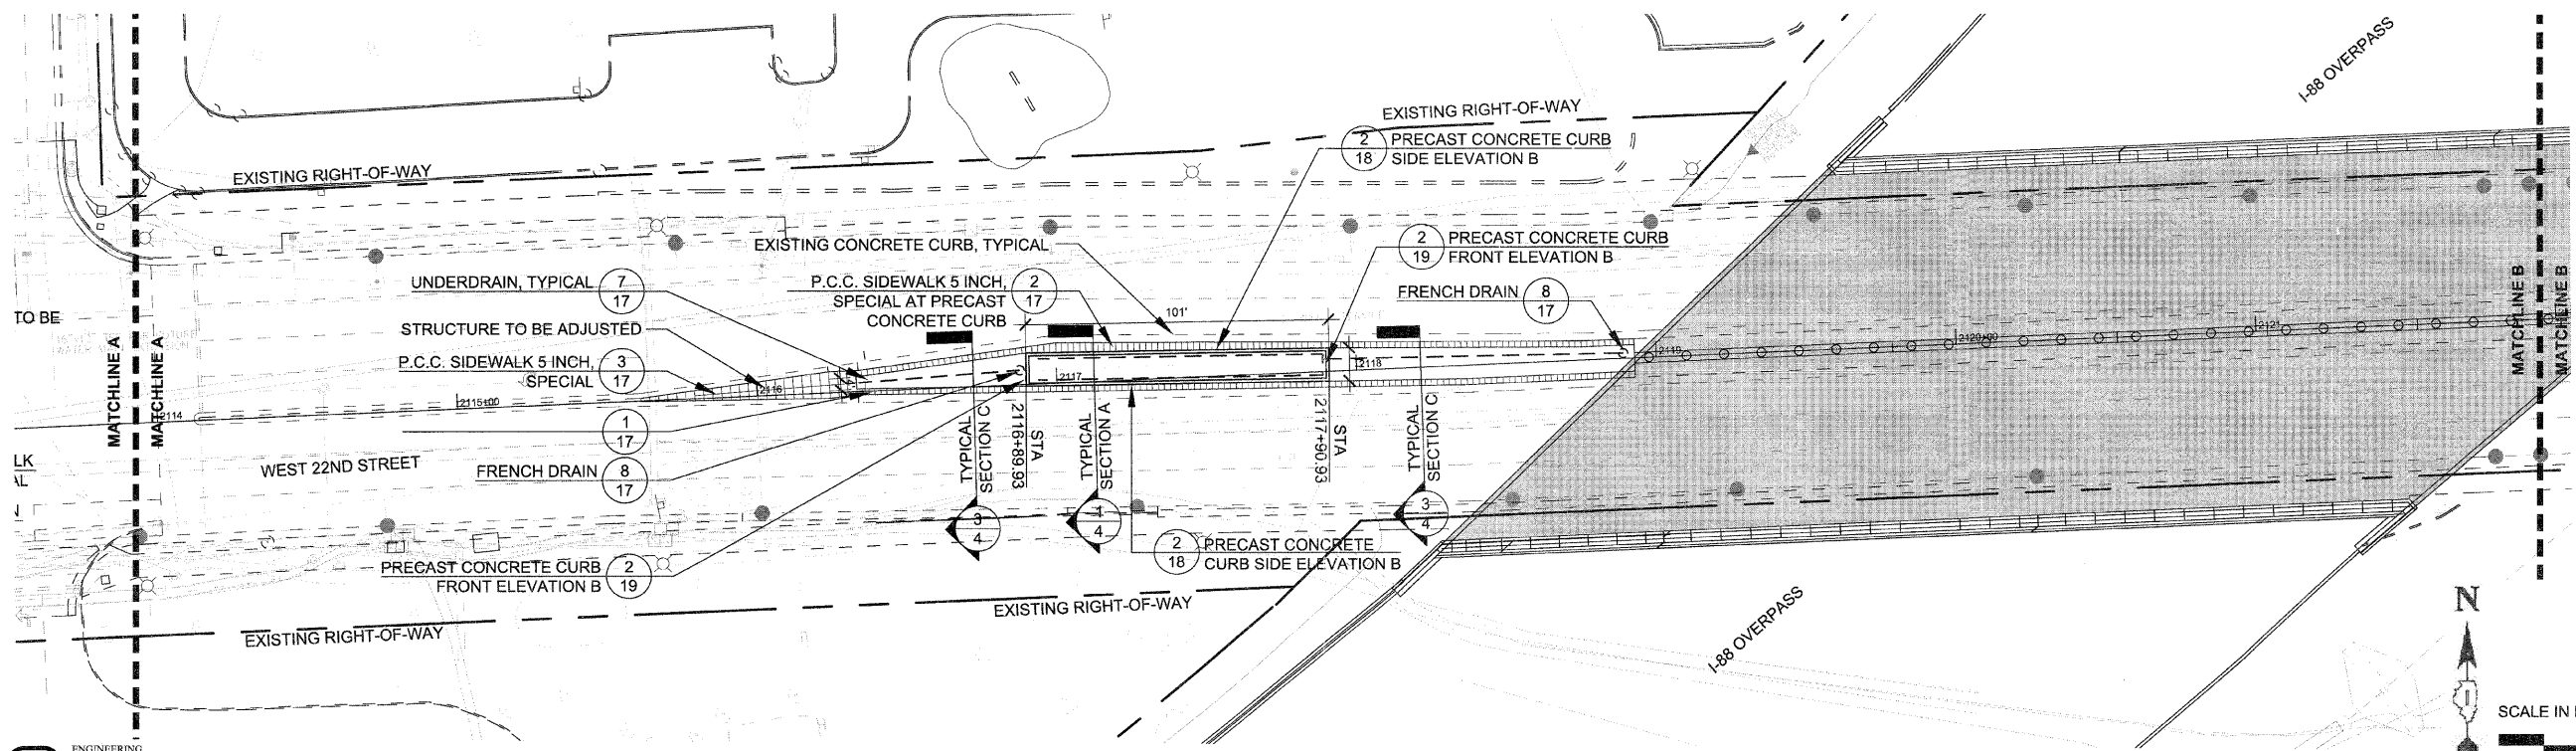 I-88 OVERPASS
EXISTING RIGHT-OF-WAY
2
18
PRECAST CONCRETE CURB
SIDE ELEVATION B
EXISTING RIGHT-OF-WAY
EXISTING CONCRETE CURB, TYPICAL
2
19
PRECAST CONCRETE CURB
FRONT ELEVATION B
UNDERDRAIN, TYPICAL
7
17
P.C.C. SIDEWALK 5 INCH,
SPECIAL AT PRECAST
CONCRETE CURB
2
17
FRENCH DRAIN
8
17
TO BE
STRUCTURE TO BE ADJUSTED
101'
P.C.C. SIDEWALK 5 INCH,
SPECIAL
3
17
MATCHLINE A
MATCHLINE A
MATCHLINE B
MATCHLINE B
2114
2115+00
2116
2117
2118
2119
2120+00
2121
1
17
WEST 22ND STREET
FRENCH DRAIN
8
17
TYPICAL
SECTION C
STA
2116+89.93
TYPICAL
SECTION A
STA
2117+90.93
TYPICAL
SECTION C
LK
AL
N
3
4
1
4
3
4
PRECAST CONCRETE CURB
FRONT ELEVATION B
2
19
2
18
PRECAST CONCRETE
CURB SIDE ELEVATION B
EXISTING RIGHT-OF-WAY
EXISTING RIGHT-OF-WAY
I-88 OVERPASS
N
SCALE IN
ENGINEERING